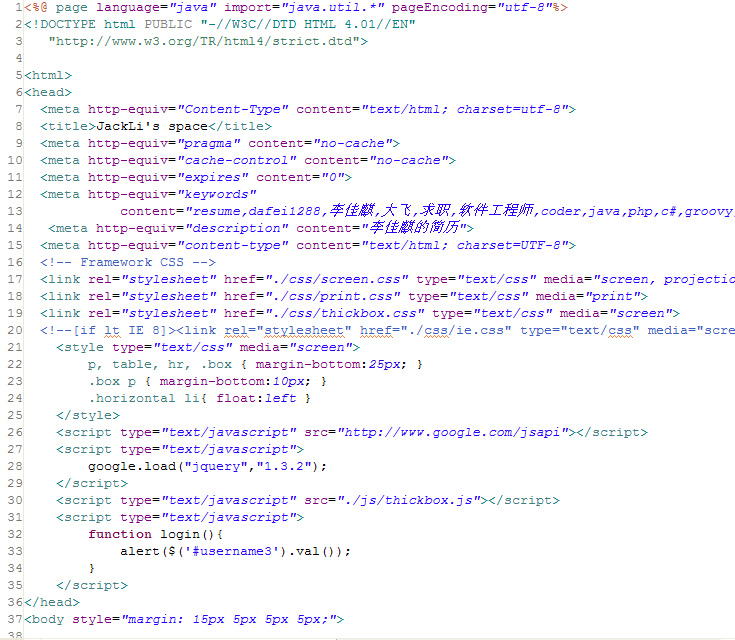 1<%@ page language="java" import="java.util.*" pageEncoding="utf-8"%>
2<!DOCTYPE html PUBLIC "-//W3C//DTD HTML 4.01//EN"
3   "http://www.w3.org/TR/html4/strict.dtd">
4
5<html>
6<head>
7  <meta http-equiv="Content-Type" content="text/html; charset=utf-8">
8  <title>JackLi's space</title>
9  <meta http-equiv="pragma" content="no-cache">
10  <meta http-equiv="cache-control" content="no-cache">
11  <meta http-equiv="expires" content="0">
12  <meta http-equiv="keywords"
13            content="resume,dafei1288,李佳麒,大飞,求职,软件工程师,coder,java,php,c#,groovy,
14   <meta http-equiv="description" content="李佳麒的简历">
15  <meta http-equiv="content-type" content="text/html; charset=UTF-8">
16  <!-- Framework CSS -->
17  <link rel="stylesheet" href="./css/screen.css" type="text/css" media="screen, projectio
18  <link rel="stylesheet" href="./css/print.css" type="text/css" media="print">
19  <link rel="stylesheet" href="./css/thickbox.css" type="text/css" media="screen">
20  <!--[if lt IE 8]><link rel="stylesheet" href="./css/ie.css" type="text/css" media="scre
21    <style type="text/css" media="screen">
22        p, table, hr, .box { margin-bottom:25px; }
23        .box p { margin-bottom:10px; }
24        .horizontal li{ float:left }
25    </style>
26    <script type="text/javascript" src="http://www.google.com/jsapi"></script>
27    <script type="text/javascript">
28        google.load("jquery","1.3.2");
29    </script>
30    <script type="text/javascript" src="./js/thickbox.js"></script>
31    <script type="text/javascript">
32        function login(){
33            alert($('#username3').val());
34        }
35    </script>
36</head>
37<body style="margin: 15px 5px 5px 5px;">
38